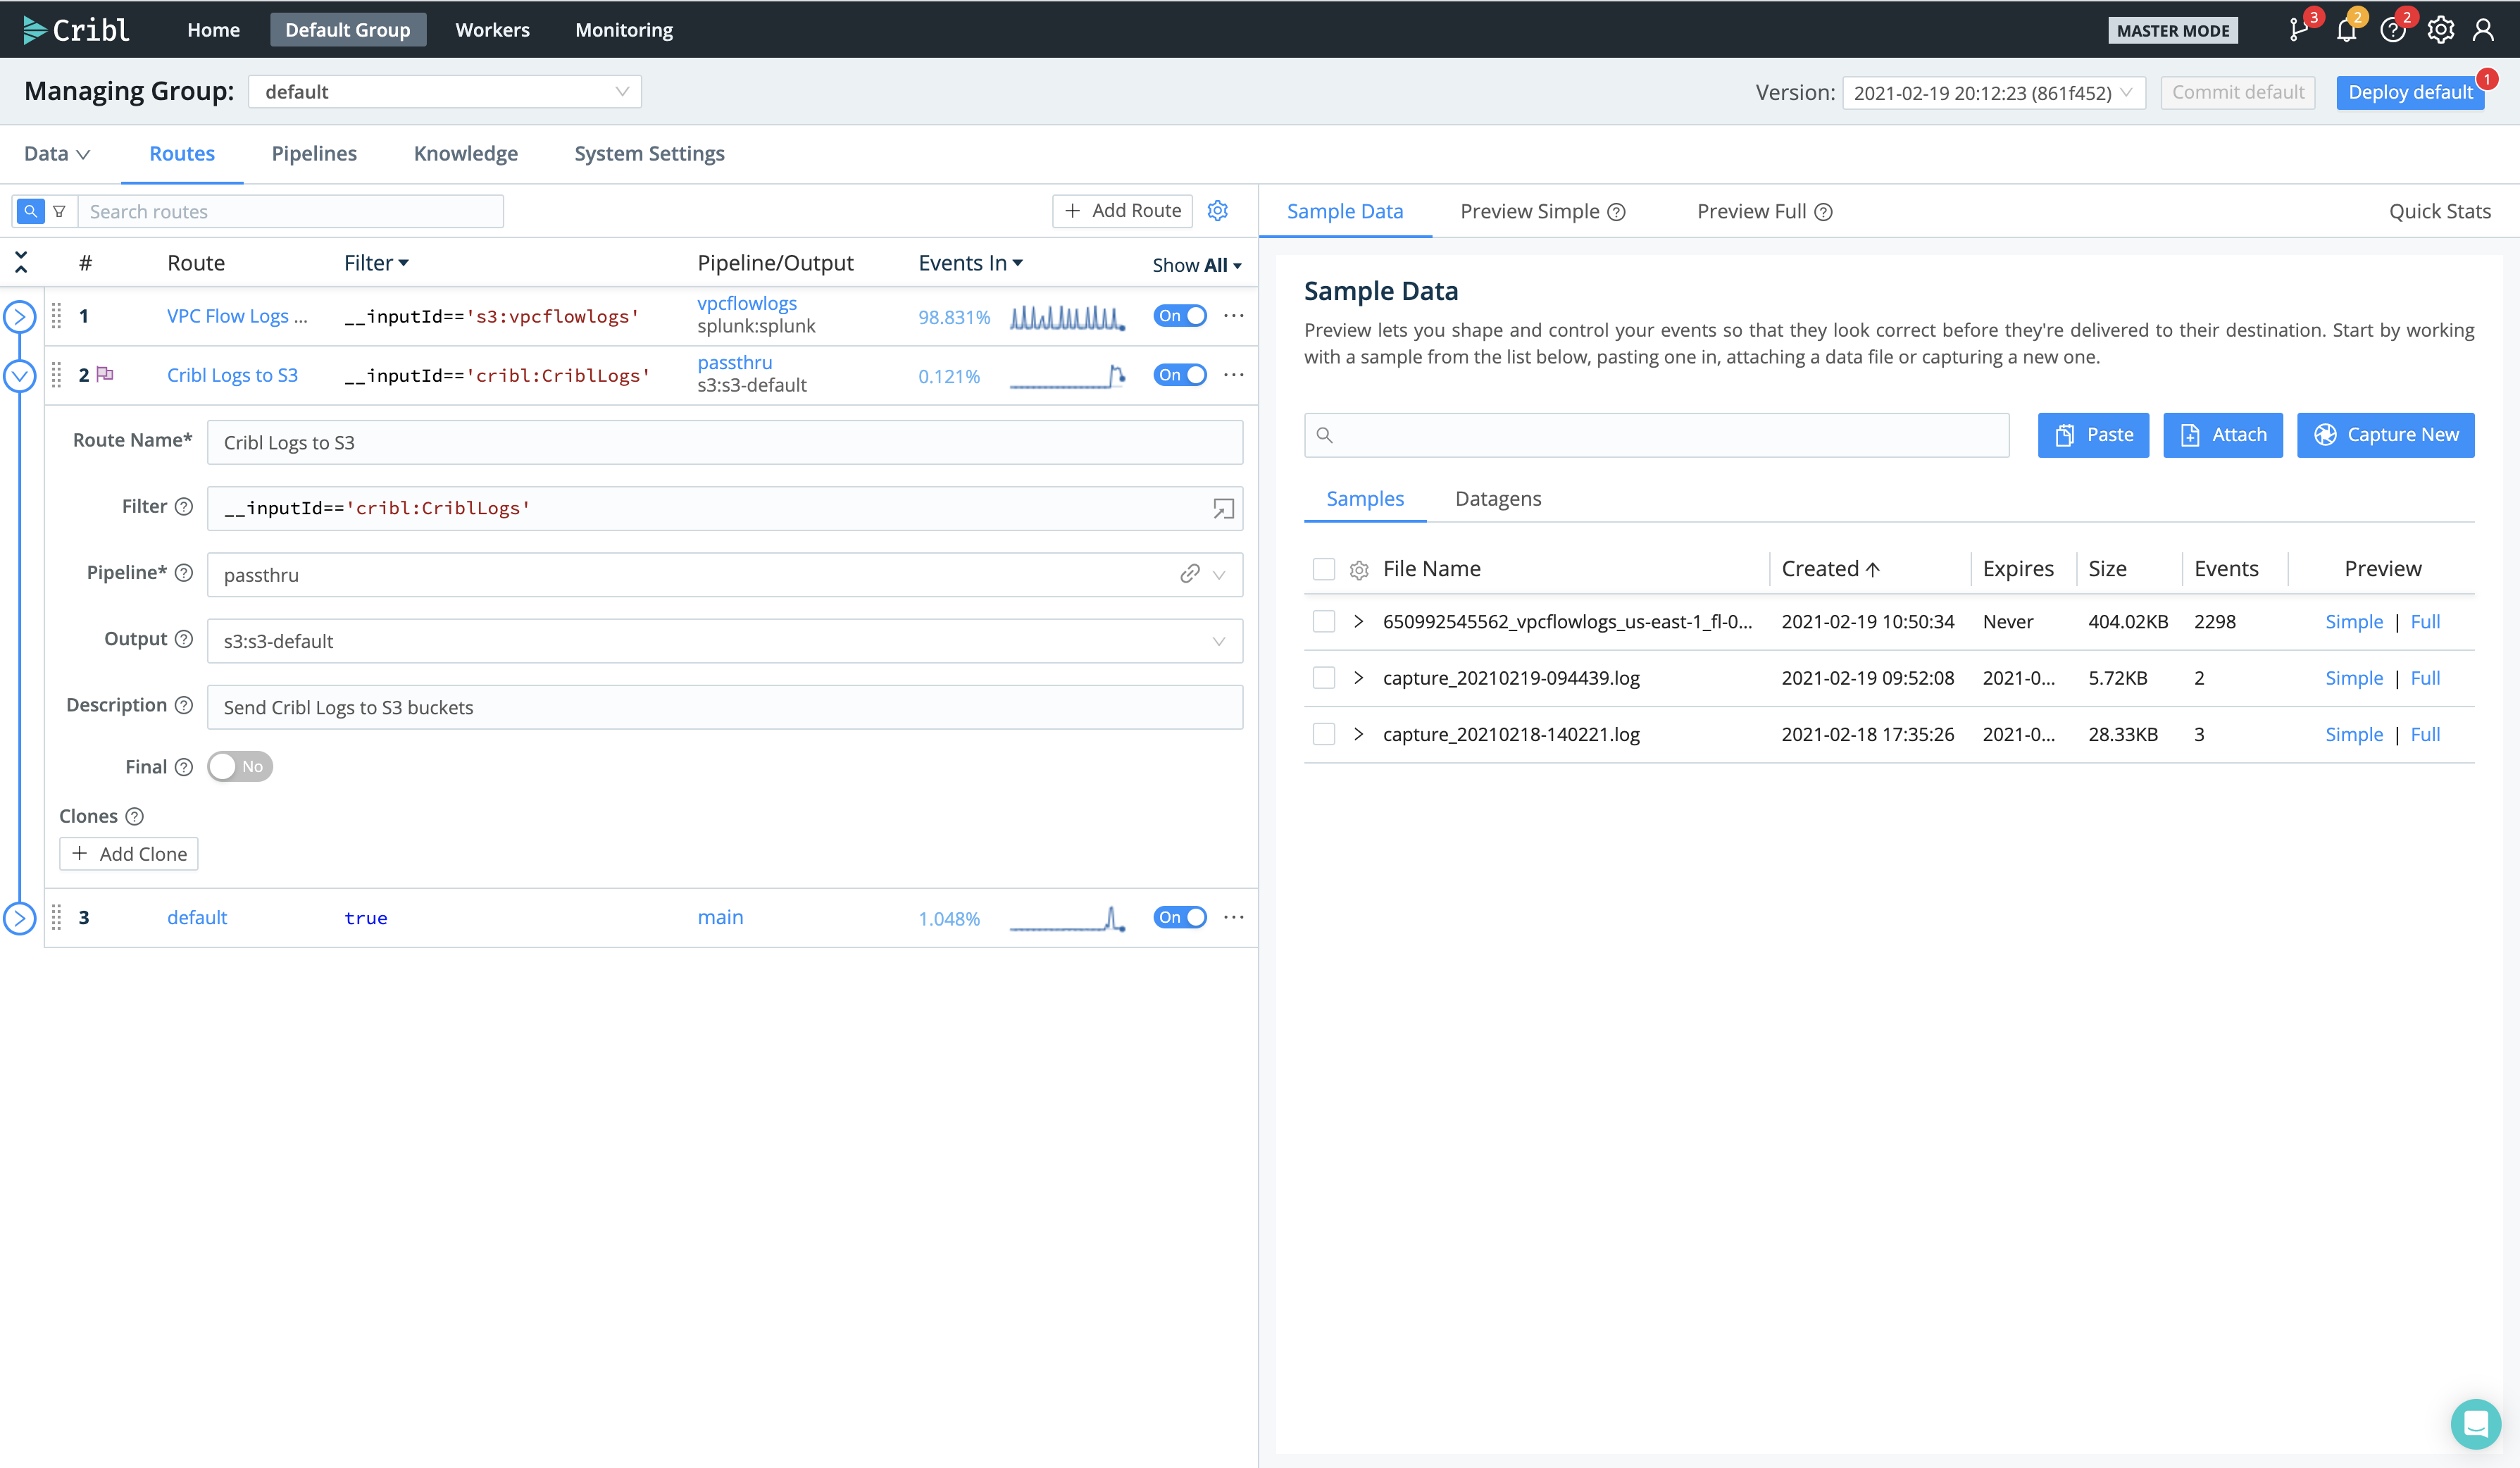 Cribl Home Default Group Workers Monitoring MASTER MODE 3 2 2
Managing Group: default Version: 2021-02-19 20:12:23 (861f452) Commit default Deploy default 1
Data Routes Pipelines Knowledge System Settings
Search routes + Add Route Sample Data Preview Simple ? Preview Full ? Quick Stats
# Route Filter Pipeline/Output Events In Show All
1 VPC Flow Logs ... __inputId=='s3:vpcflowlogs' vpcflowlogs 98.831% On ...
splunk:splunk
2 Cribl Logs to S3 __inputId=='cribl:CriblLogs' passthru 0.121% On ...
s3:s3-default
Route Name* Cribl Logs to S3
Filter ? __inputId=='cribl:CriblLogs'
Pipeline* ? passthru
Output ? s3:s3-default
Description ? Send Cribl Logs to S3 buckets
Final ? No
Clones ?
+ Add Clone
3 default true main 1.048% On ...
Sample Data
Preview lets you shape and control your events so that they look correct before they're delivered to their destination. Start by working
with a sample from the list below, pasting one in, attaching a data file or capturing a new one.
Paste Attach Capture New
Samples Datagens
File Name Created Expires Size Events Preview
650992545562_vpcflowlogs_us-east-1_fl-0... 2021-02-19 10:50:34 Never 404.02KB 2298 Simple | Full
capture_20210219-094439.log 2021-02-19 09:52:08 2021-0... 5.72KB 2 Simple | Full
capture_20210218-140221.log 2021-02-18 17:35:26 2021-0... 28.33KB 3 Simple | Full